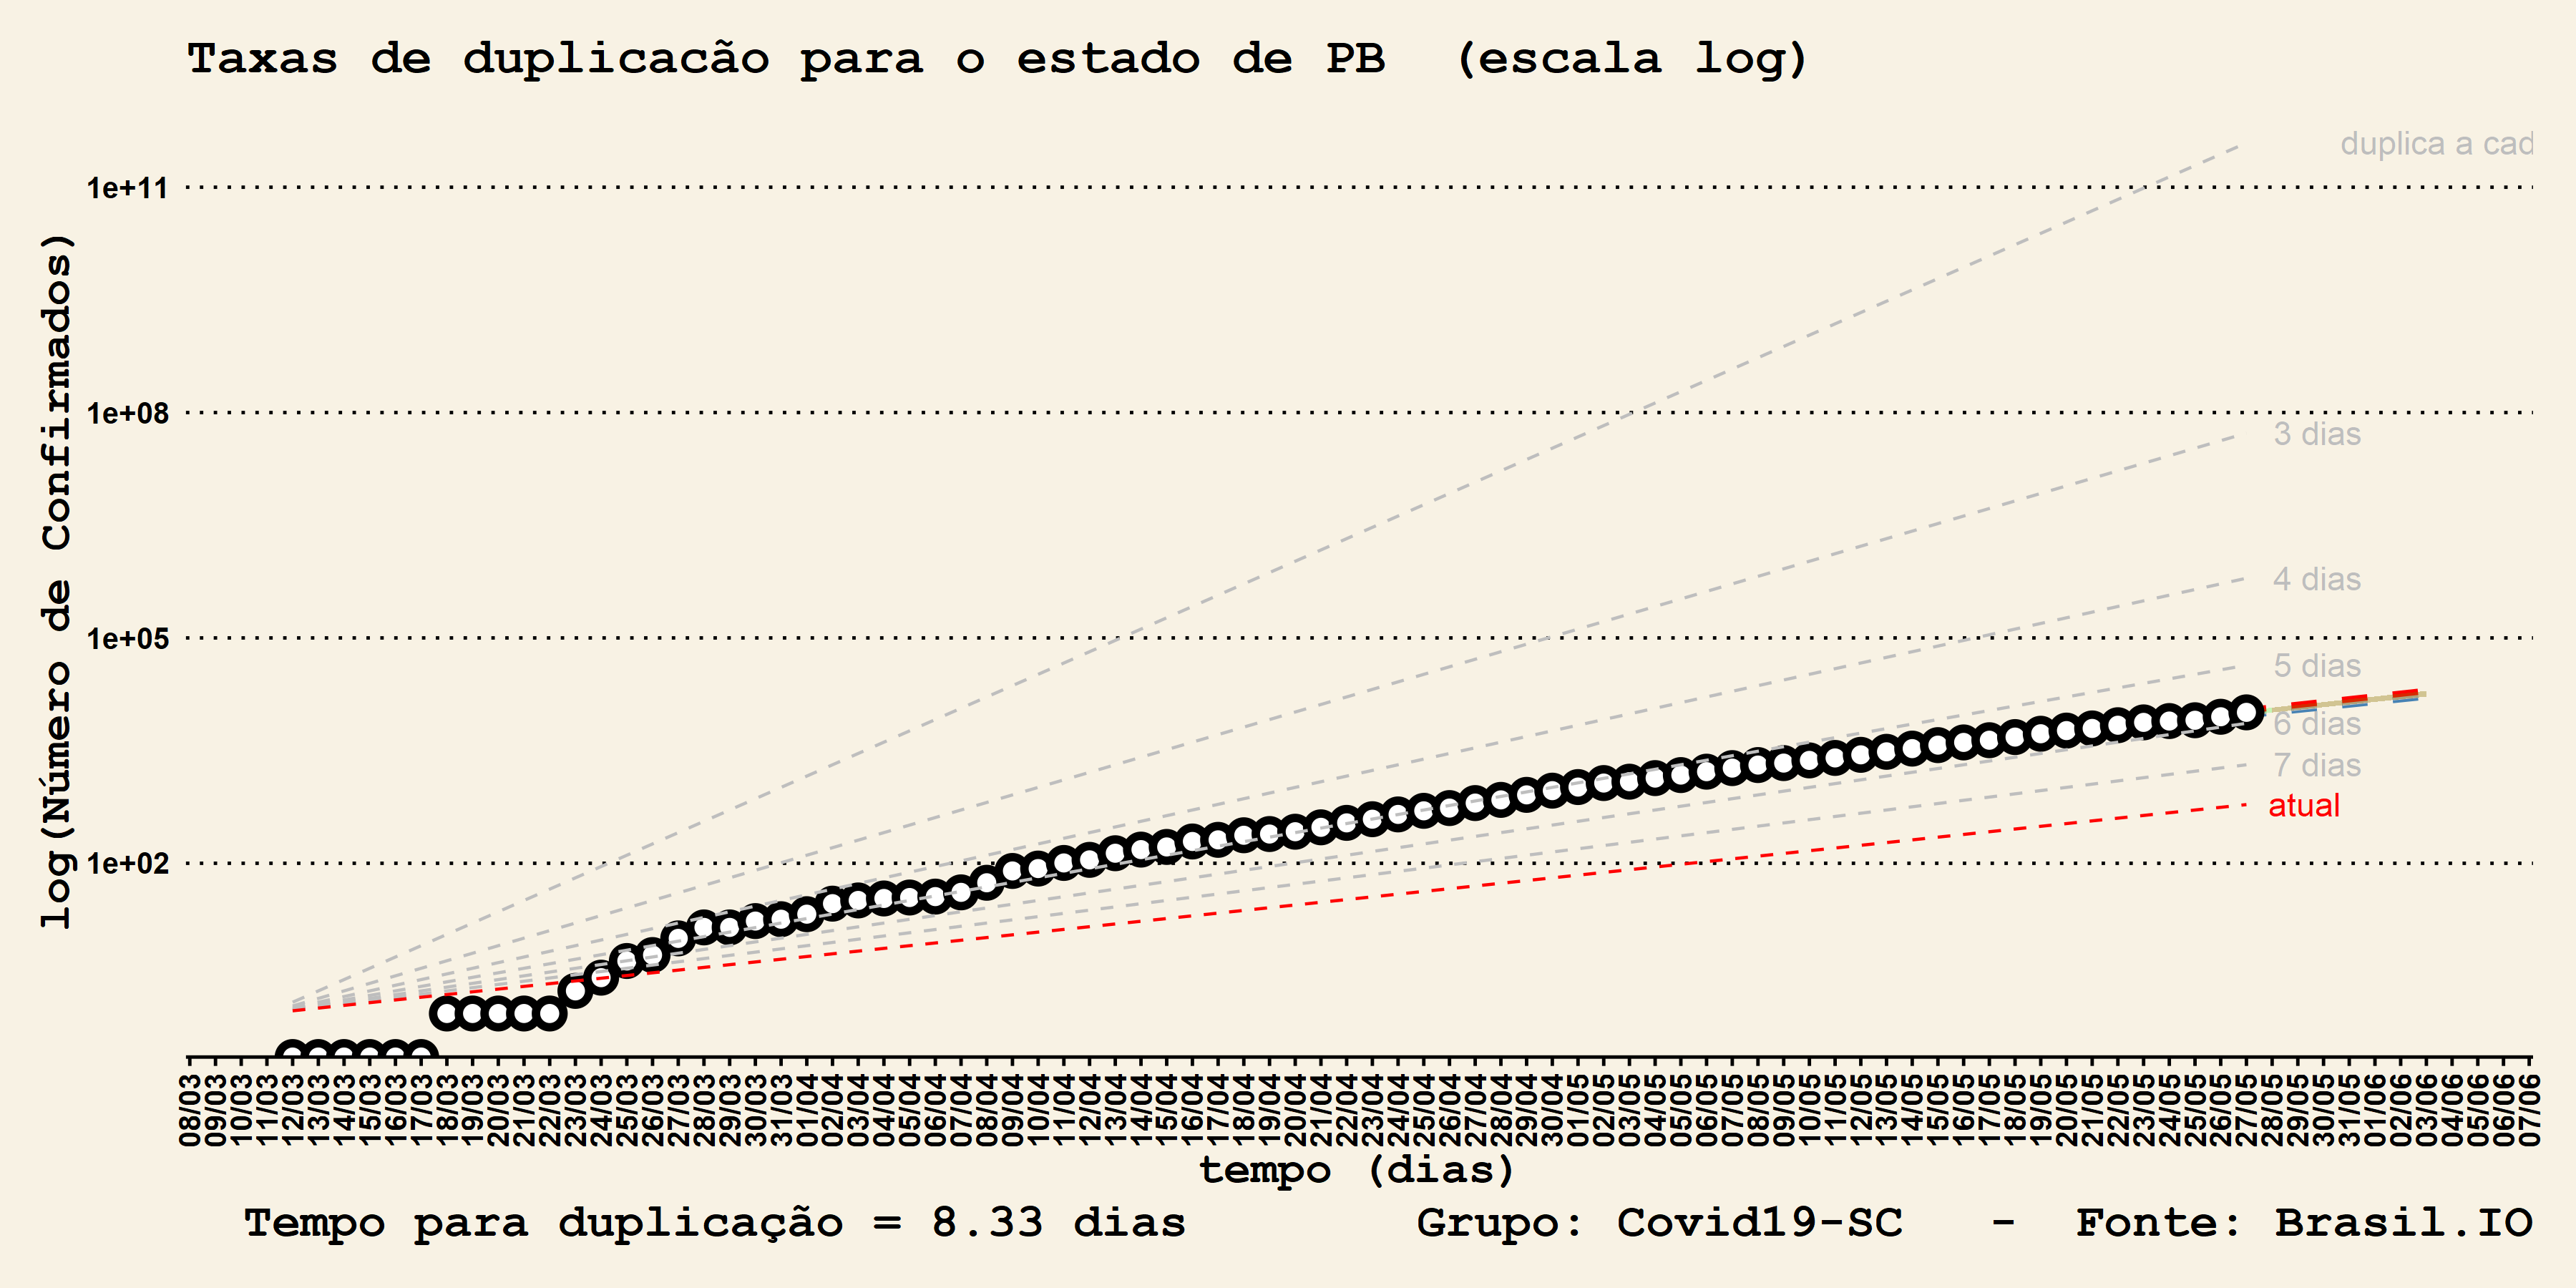 Taxas de duplicacão para o estado de PB  (escala log)
duplica a cad
1e+11
1e+08
3 dias
4 dias
1e+05
5 dias
6 dias
7 dias
atual
1e+02
log(Número de Confirmados)
08/03 09/03 10/03 11/03 12/03 13/03 14/03 15/03 16/03 17/03 18/03 19/03 20/03 21/03 22/03 23/03 24/03 25/03 26/03 27/03 28/03 29/03 30/03 31/03 01/04 02/04 03/04 04/04 05/04 06/04 07/04 08/04 09/04 10/04 11/04 12/04 13/04 14/04 15/04 16/04 17/04 18/04 19/04 20/04 21/04 22/04 23/04 24/04 25/04 26/04 27/04 28/04 29/04 30/04 01/05 02/05 03/05 04/05 05/05 06/05 07/05 08/05 09/05 10/05 11/05 12/05 13/05 14/05 15/05 16/05 17/05 18/05 19/05 20/05 21/05 22/05 23/05 24/05 25/05 26/05 27/05 28/05 29/05 30/05 31/05 01/06 02/06 03/06 04/06 05/06 06/06 07/06
tempo (dias)
Tempo para duplicação = 8.33 dias
Grupo: Covid19-SC   -  Fonte: Brasil.IO